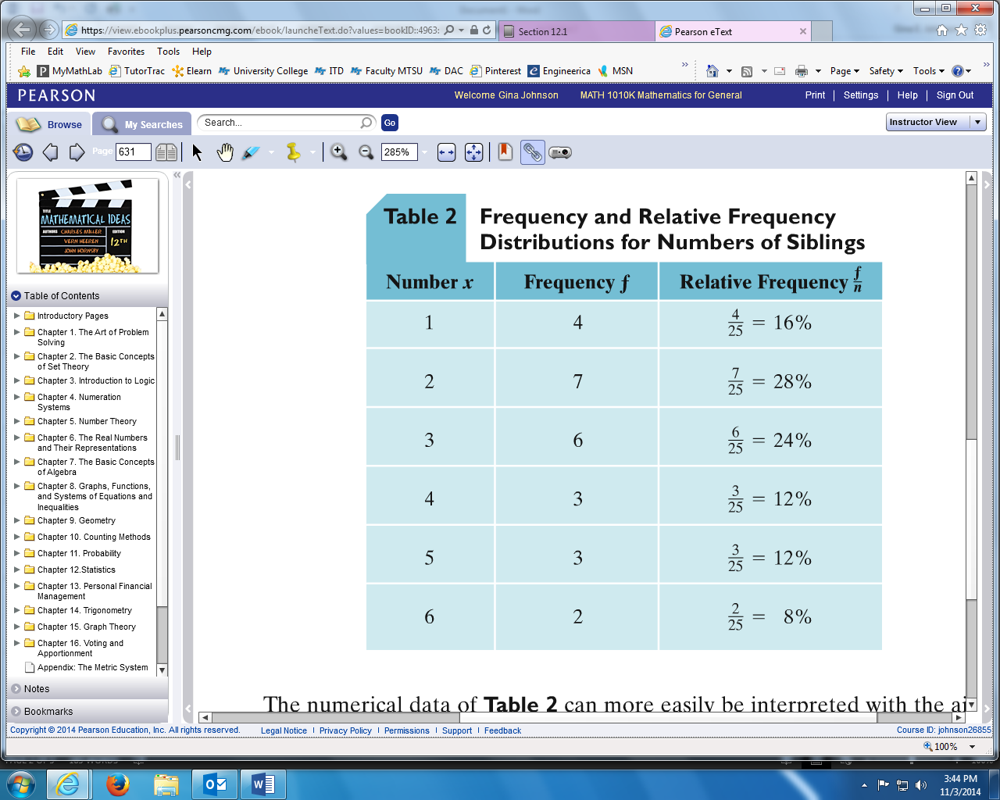 https://view.ebookplus.pearsoncmg.com/ebook/launcheText.do?values=bookID::4963:
Section 12.1
Pearson eText
File Edit View Favorites Tools Help
MyMathLab TutorTrac Elearn University College ITD Faculty MTSU DAC Pinterest Engineerica MSN Page Safety Tools
PEARSON
Welcome Gina Johnson MATH 1010K Mathematics for General Print Settings Help Sign Out
Browse My Searches Search... Go Instructor View
Page 631 285%
TITLE
MATHEMATICAL IDEAS
AUTHORS CHARLES MILLER EDITION
VERN HEEREN 12TH
JOHN HORNSBY
Table of Contents
Introductory Pages
Chapter 1. The Art of Problem
Solving
Chapter 2. The Basic Concepts
of Set Theory
Chapter 3. Introduction to Logic
Chapter 4. Numeration
Systems
Chapter 5. Number Theory
Chapter 6. The Real Numbers
and Their Representations
Chapter 7. The Basic Concepts
of Algebra
Chapter 8. Graphs, Functions,
and Systems of Equations and
Inequalities
Chapter 9. Geometry
Chapter 10. Counting Methods
Chapter 11. Probability
Chapter 12.Statistics
Chapter 13. Personal Financial
Management
Chapter 14. Trigonometry
Chapter 15. Graph Theory
Chapter 16. Voting and
Apportionment
Appendix: The Metric System
Notes
Bookmarks
Table 2 Frequency and Relative Frequency
Distributions for Numbers of Siblings
Number x Frequency f Relative Frequency f/n
1 4 4/25 = 16%
2 7 7/25 = 28%
3 6 6/25 = 24%
4 3 3/25 = 12%
5 3 3/25 = 12%
6 2 2/25 = 8%
The numerical data of Table 2 can more easily be interpreted with the ai
Copyright © 2014 Pearson Education, Inc. All rights reserved. Legal Notice Privacy Policy Permissions Support Feedback Course ID: johnson26855
100%
3:44 PM
11/3/2014